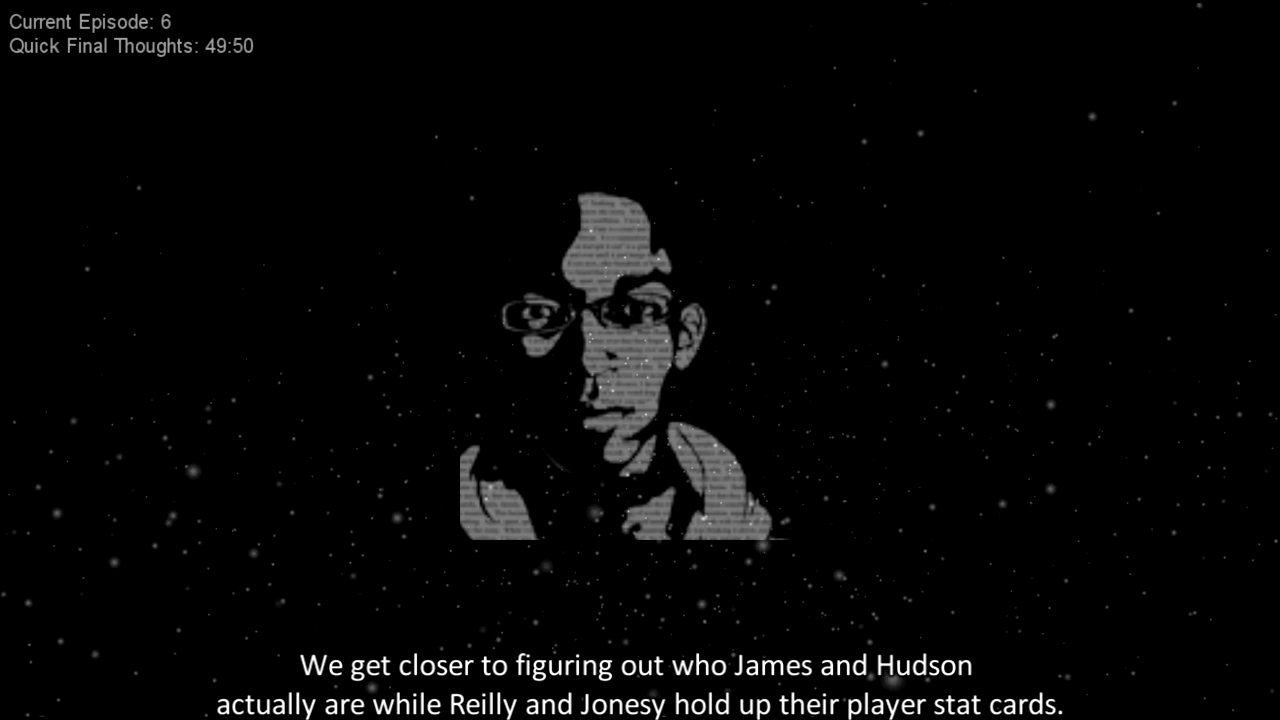 Current Episode: 6
Quick Final Thoughts: 49:50
We get closer to figuring out who James and Hudson
actually are while Reilly and Jonesy hold up their player stat cards.